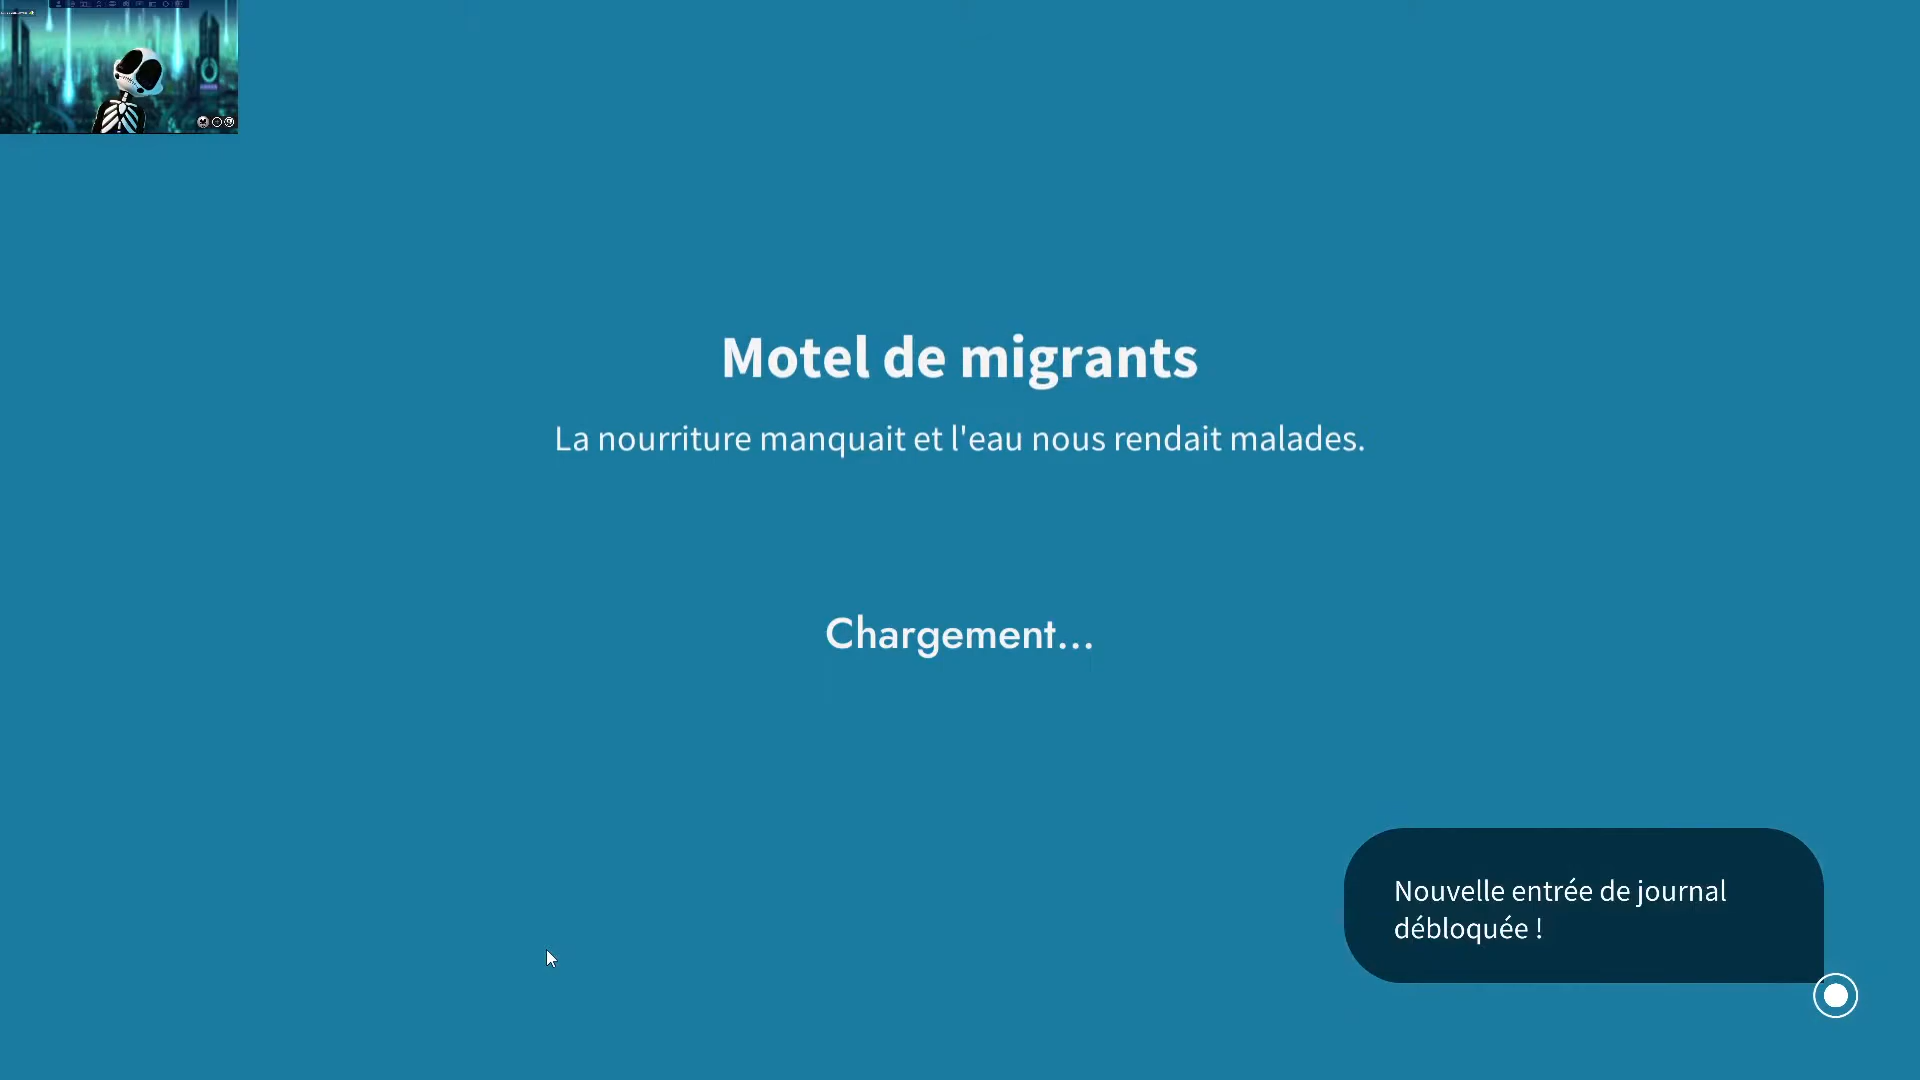 Motel de migrants
La nourriture manquait et l'eau nous rendait malades.
Chargement...
Nouvelle entrée de journal
débloquée !